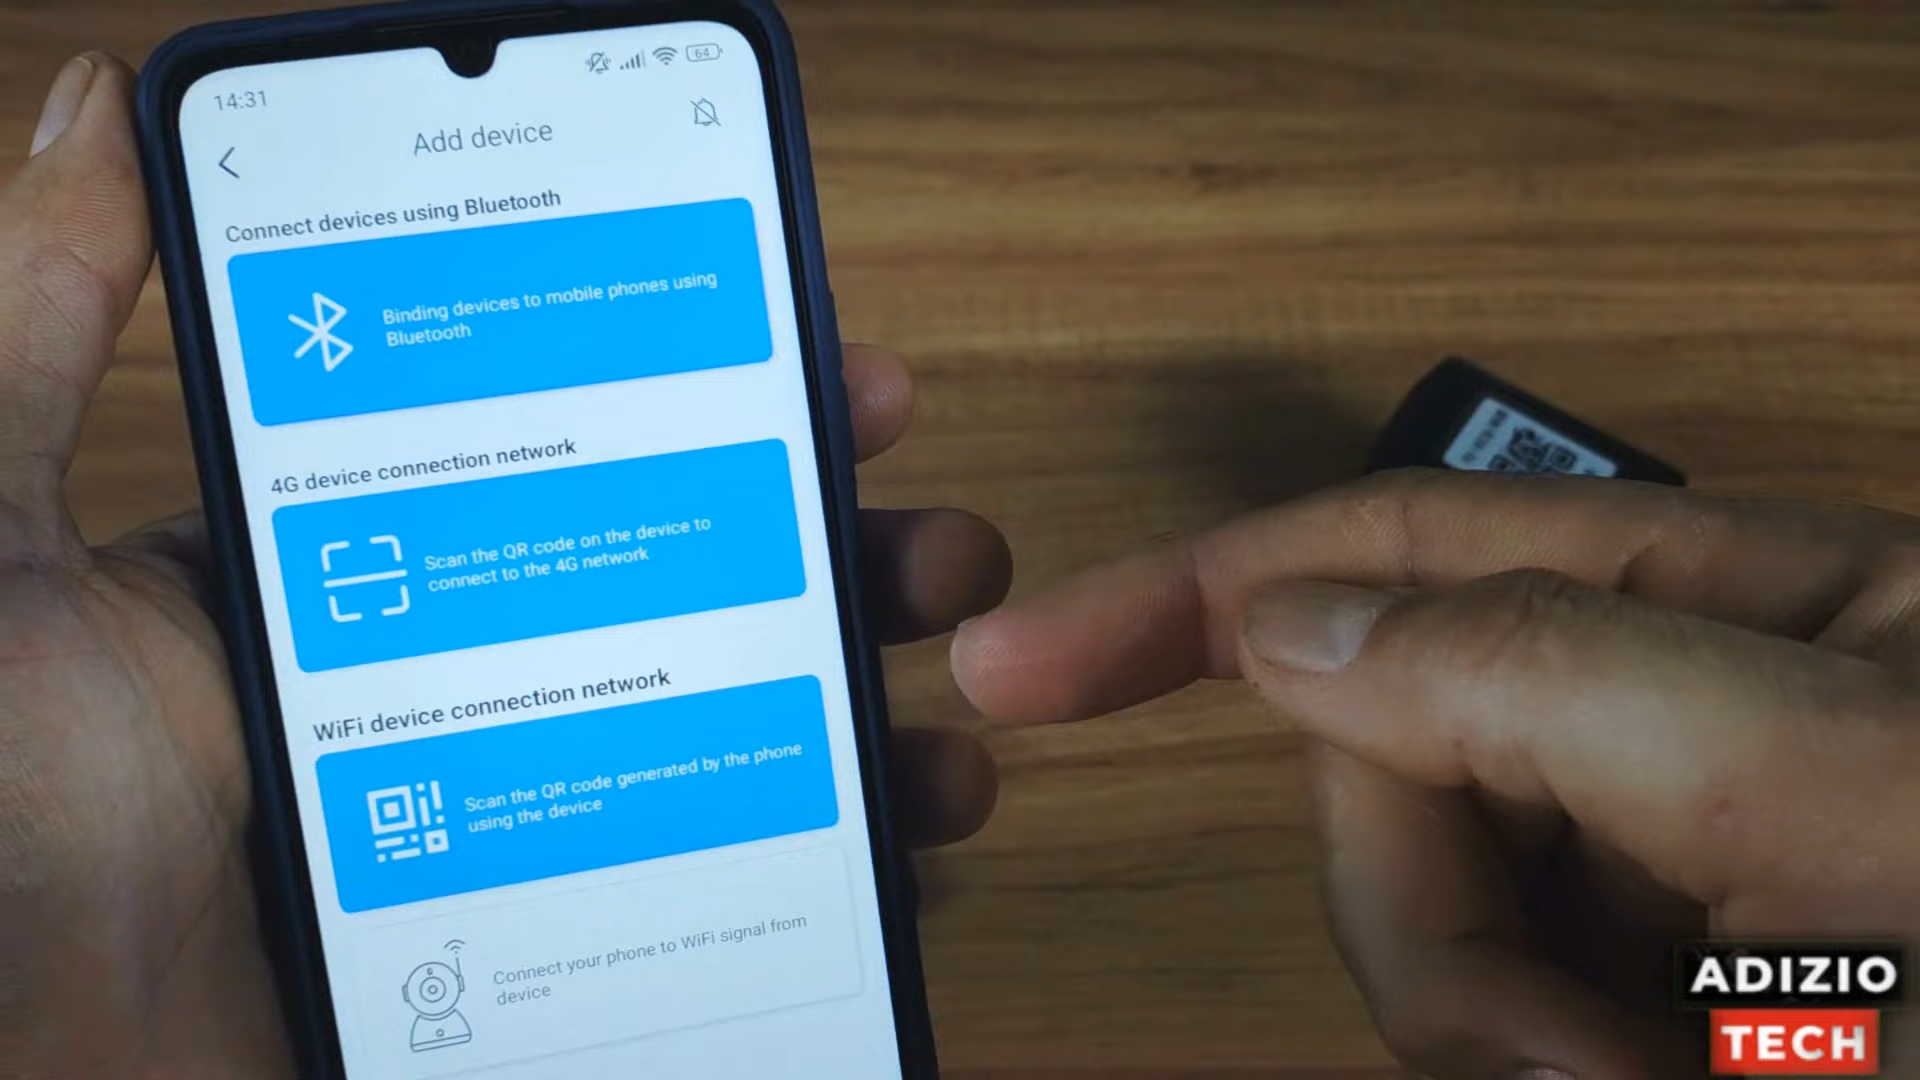 14:31
64
Add device
Connect devices using Bluetooth
Binding devices to mobile phones using
Bluetooth
4G device connection network
Scan the QR code on the device to
connect to the 4G network
WiFi device connection network
Scan the QR code generated by the phone
using the device
Connect your phone to WiFi signal from
device
ADIZIO
TECH